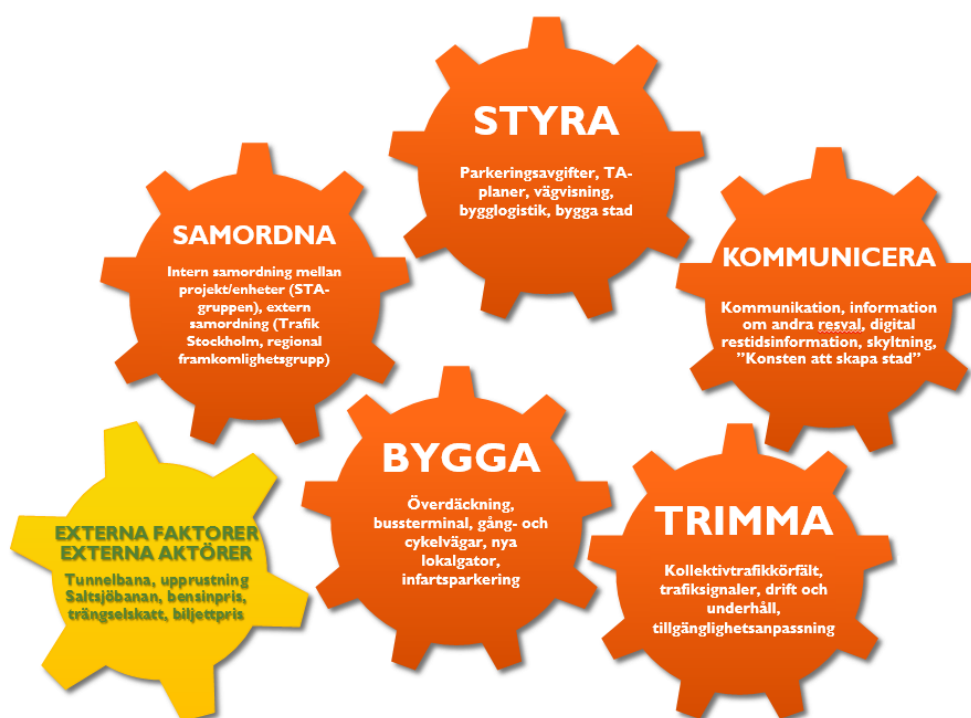 STYRA
Parkeringsavgifter, TA-
planer, vägvisning,
bygglogistik, bygga stad
SAMORDNA
Intern samordning mellan
projekt/enheter (STA-
gruppen), extern
samordning (Trafik
Stockholm, regional
framkomlighetsgrupp)
KOMMUNICERA
Kommunikation, information
om andra resval, digital
restidsinformation, skyltning,
”Konsten att skapa stad”
BYGGA
Överdäckning,
bussterminal, gång- och
cykelvägar, nya
lokalgator,
infartsparkering
TRIMMA
Kollektivtrafikkörfält,
trafiksignaler, drift och
underhåll,
tillgänglighetsanpassning
EXTERNA FAKTORER
EXTERNA AKTÖRER
Tunnelbana, upprustning
Saltsjöbanan, bensinpris,
trängselskatt, biljettpris